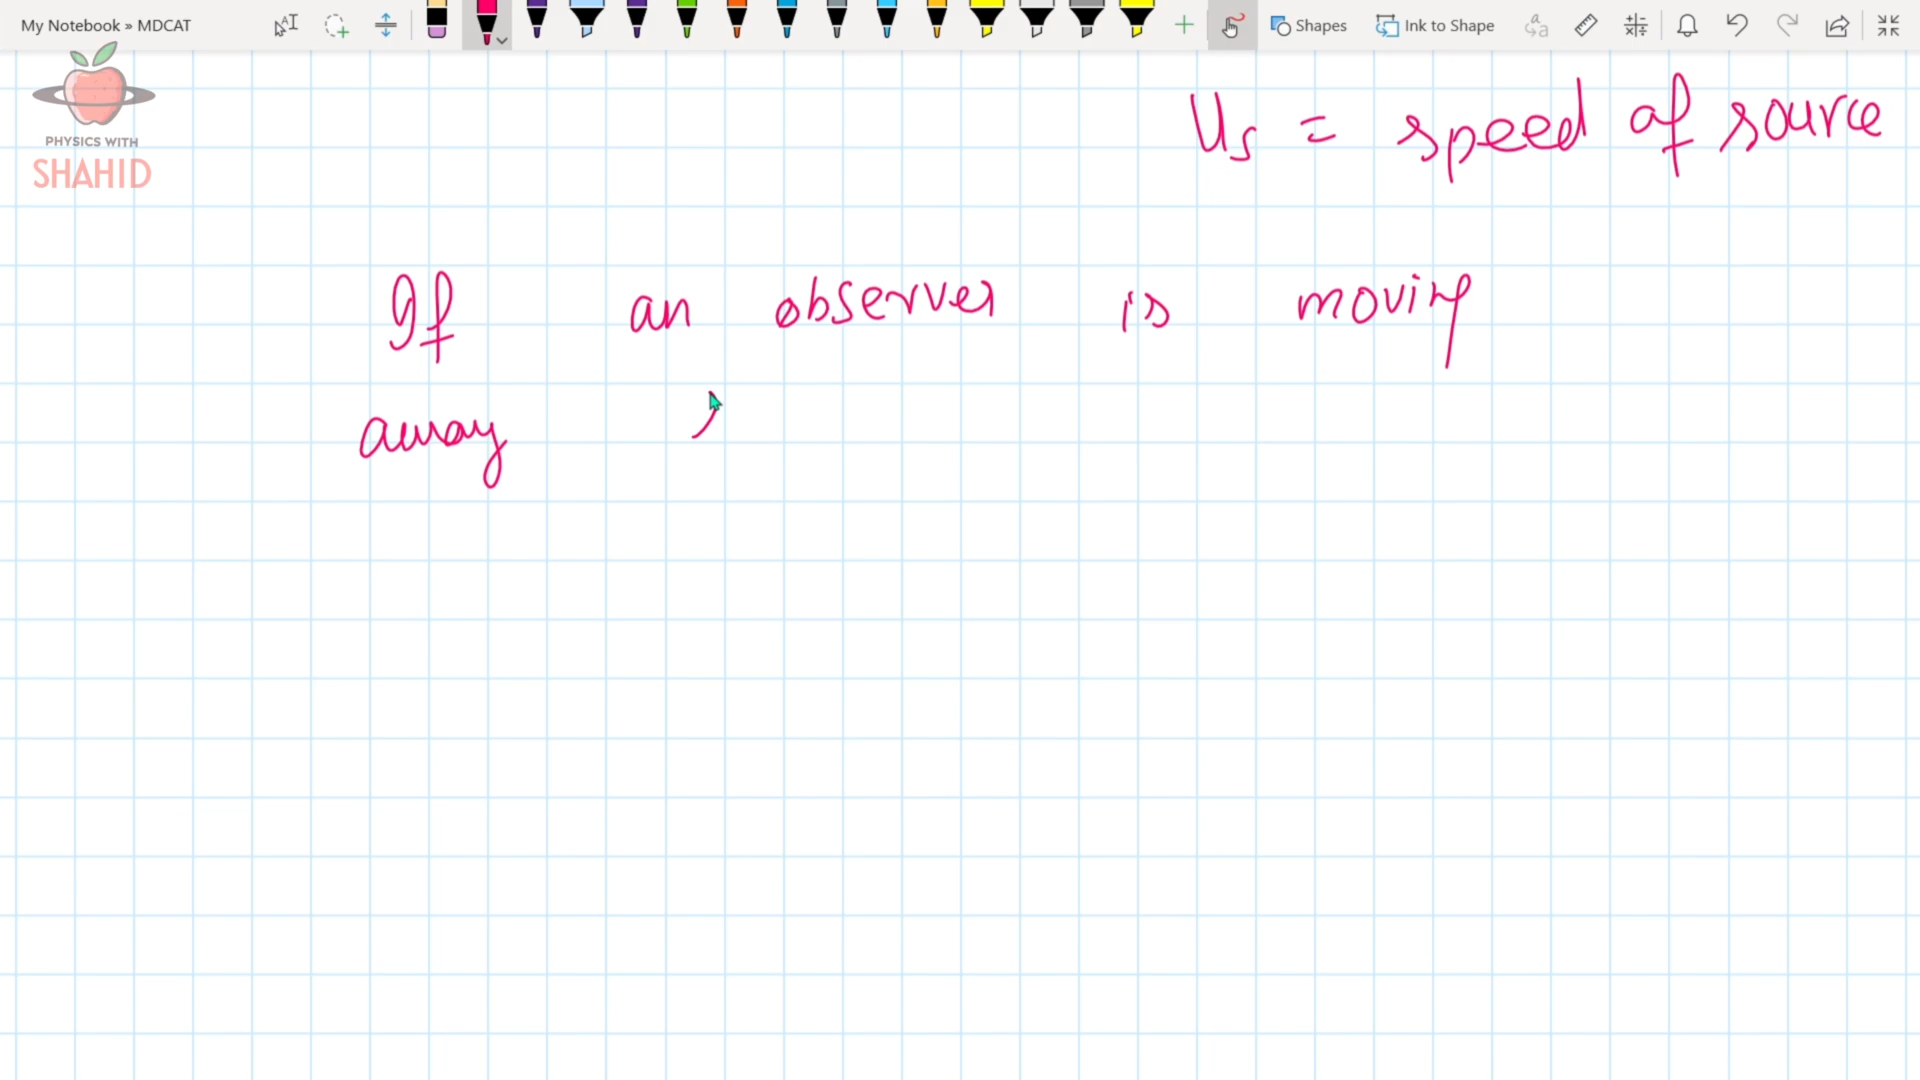 My Notebook » MDCAT
Shapes
Ink to Shape
PHYSICS WITH
SHAHID
Us = speed of source
If an observer is moving
away